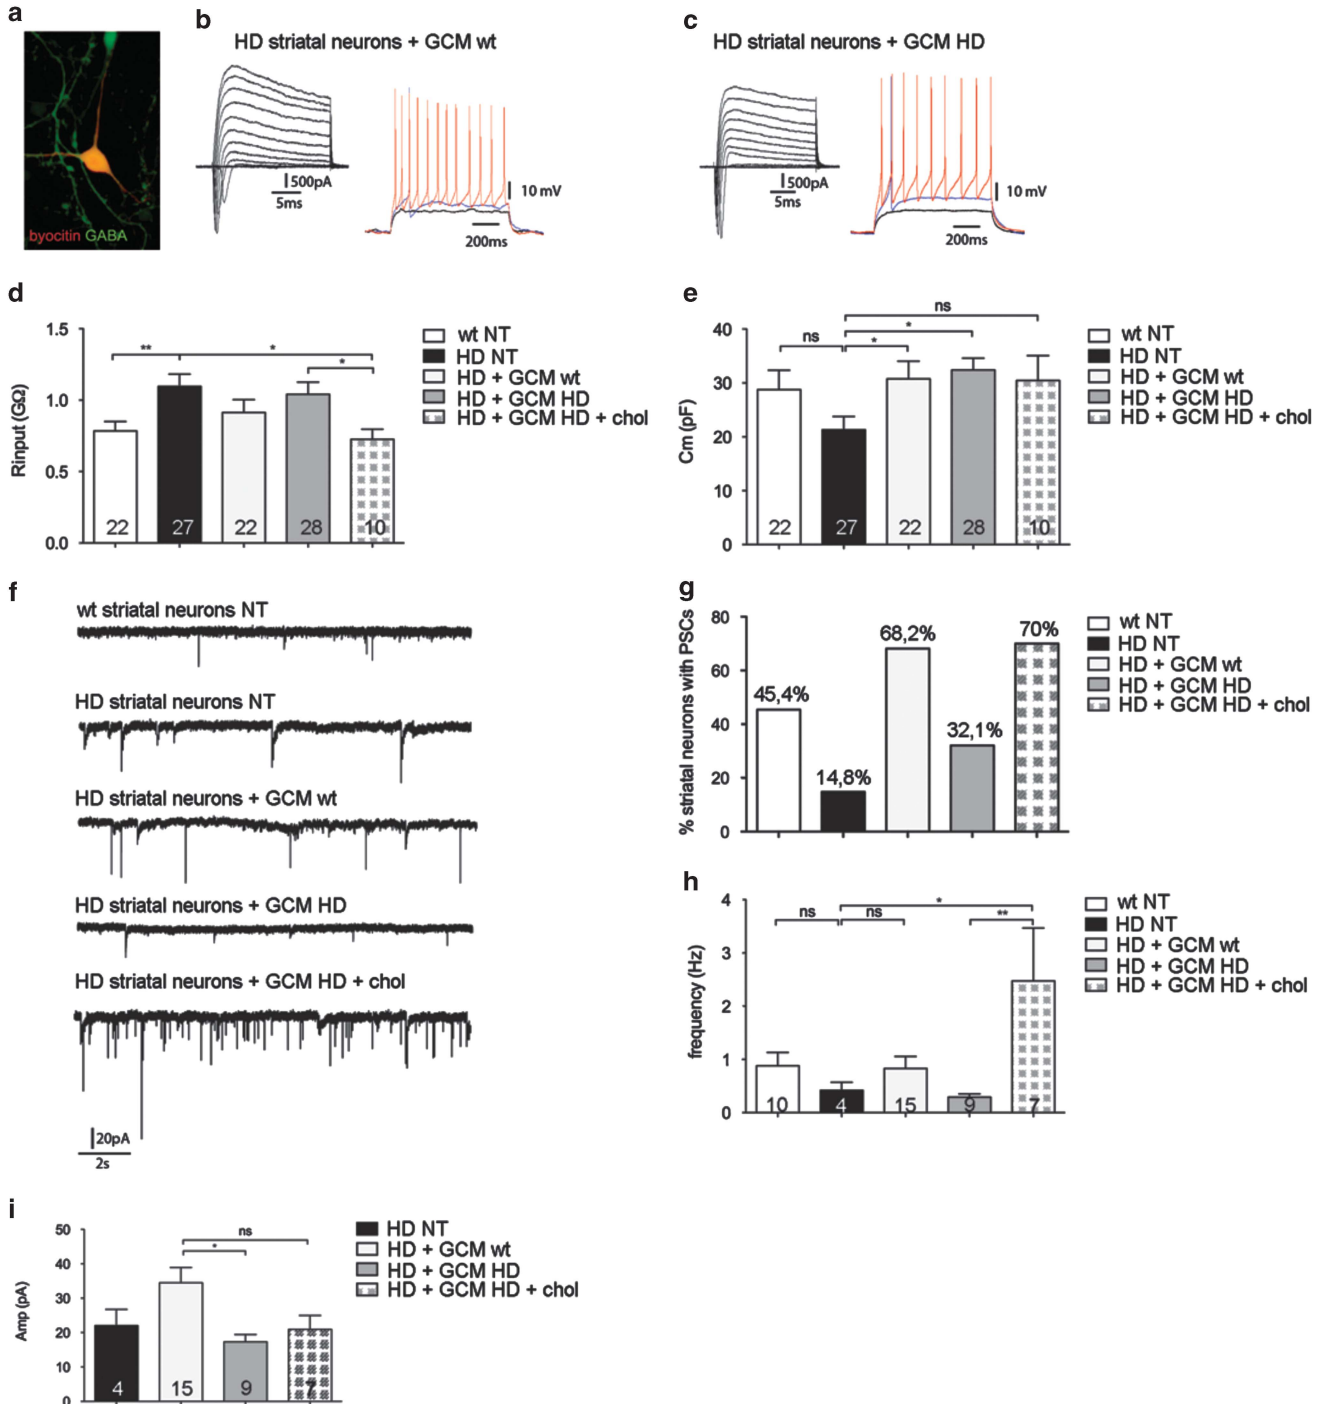 a
byocitin GABA
b
HD striatal neurons + GCM wt
500pA
5ms
10 mV
200ms
c
HD striatal neurons + GCM HD
500pA
5ms
10 mV
200ms
d
Rinput (GΩ)
1.5
1.0
0.5
0.0
**
*
*
22
27
22
28
10
wt NT
HD NT
HD + GCM wt
HD + GCM HD
HD + GCM HD + chol
e
Cm (pF)
40
30
20
10
0
ns
*
*
ns
22
27
22
28
10
wt NT
HD NT
HD + GCM wt
HD + GCM HD
HD + GCM HD + chol
f
wt striatal neurons NT
HD striatal neurons NT
HD striatal neurons + GCM wt
HD striatal neurons + GCM HD
HD striatal neurons + GCM HD + chol
20pA
2s
g
% striatal neurons with PSCs
80
60
40
20
0
45,4%
14,8%
68,2%
32,1%
70%
wt NT
HD NT
HD + GCM wt
HD + GCM HD
HD + GCM HD + chol
h
frequency (Hz)
4
3
2
1
0
ns
ns
*
**
10
4
15
9
7
wt NT
HD NT
HD + GCM wt
HD + GCM HD
HD + GCM HD + chol
i
Amp (pA)
50
40
30
20
10
0
ns
*
4
15
9
7
HD NT
HD + GCM wt
HD + GCM HD
HD + GCM HD + chol